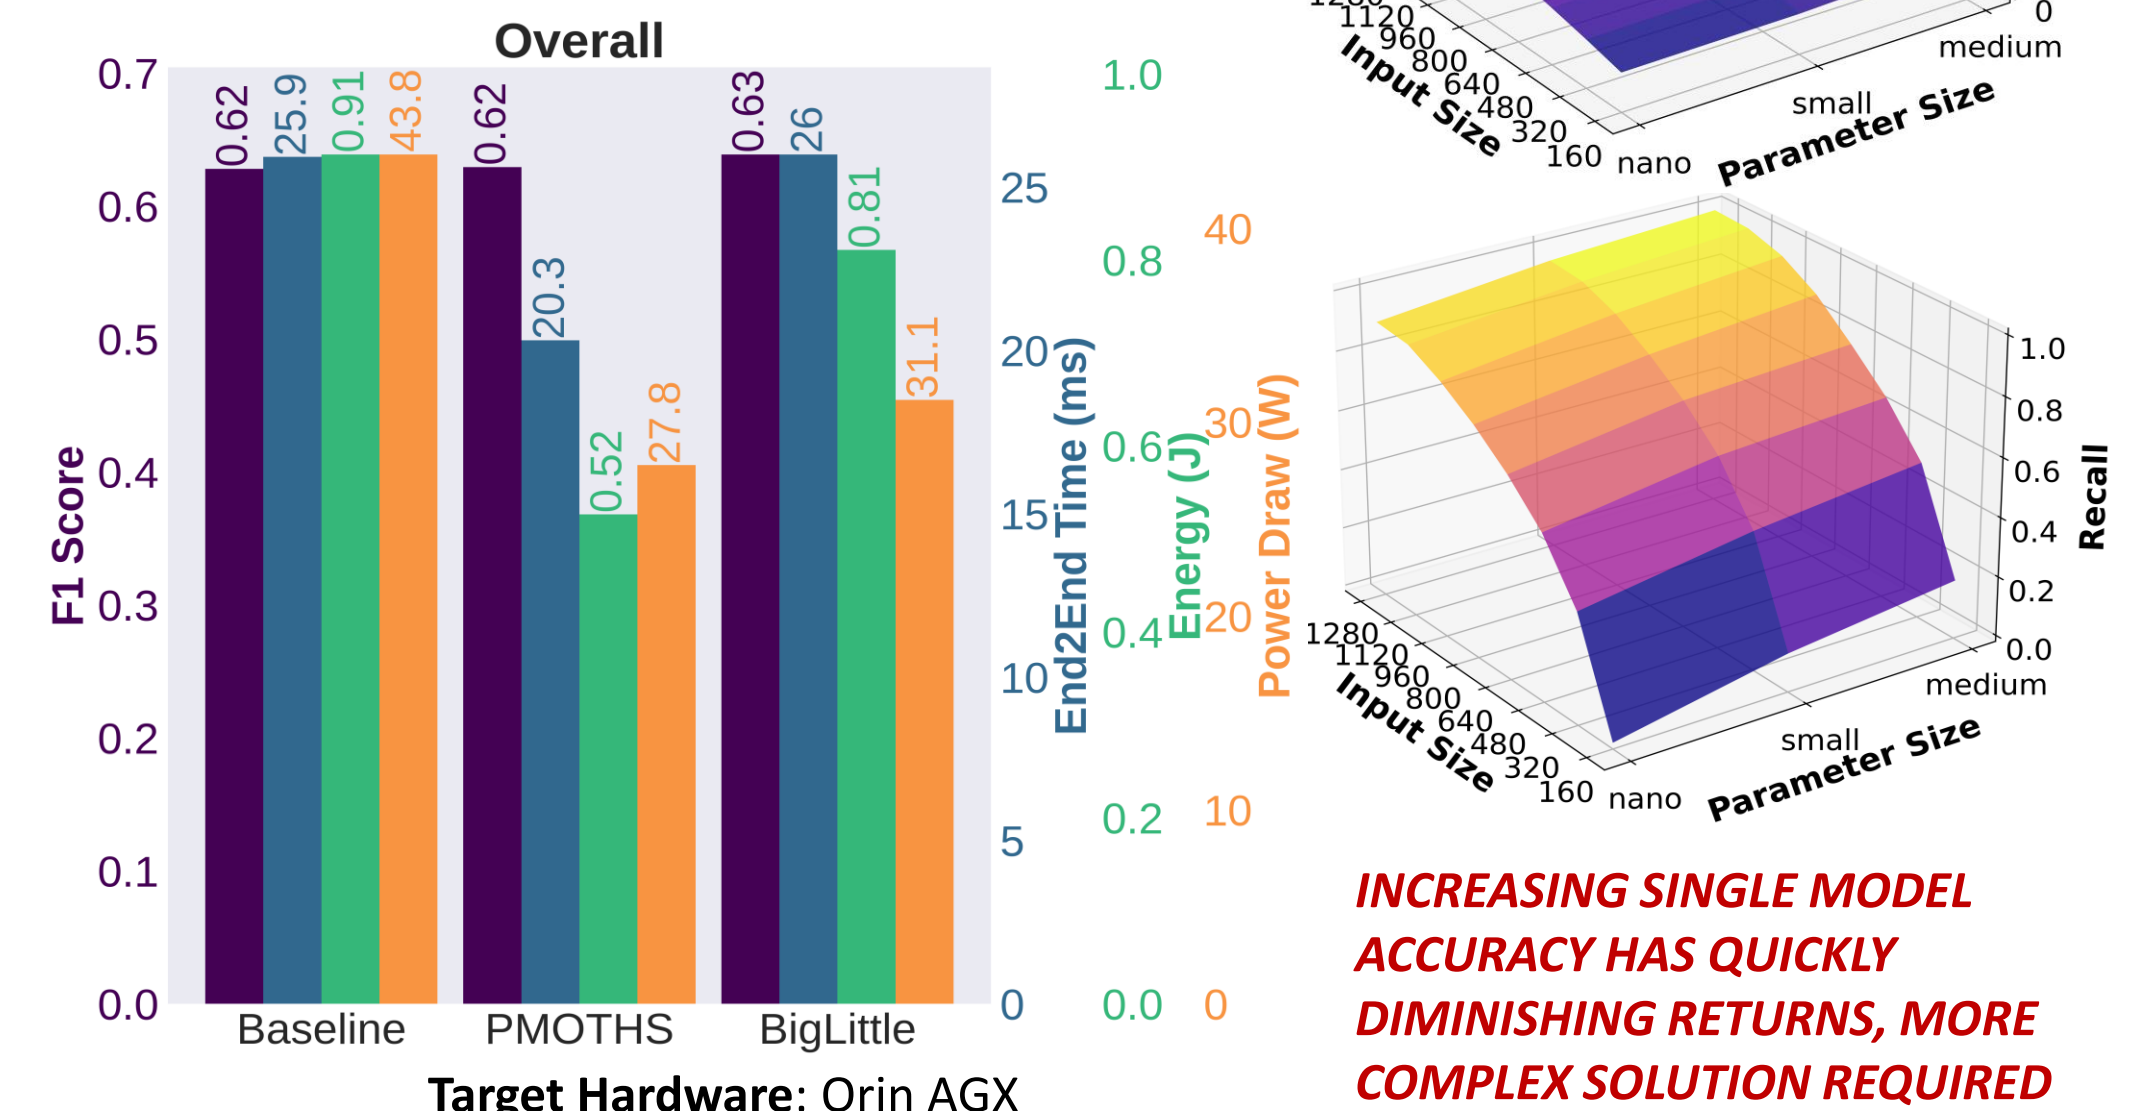 Overall
0.7
0.6
0.5
0.4
0.3
0.2
0.1
0.0
F1 Score
0.62
25.9
0.91
43.8
0.62
20.3
0.52
27.8
0.63
26
0.81
31.1
Baseline
PMOTHS
BigLittle
25
20
15
10
5
0
End2End Time (ms)
1.0
0.8
0.6
0.4
0.2
0.0
Energy (J)
40
30
20
10
0
Power Draw (W)
Target Hardware: Orin AGX
1280
1120
960
800
640
480
320
160
Input Size
nano
small
medium
Parameter Size
0
1280
1120
960
800
640
480
320
160
Input Size
nano
small
medium
Parameter Size
1.0
0.8
0.6
0.4
0.2
0.0
Recall
INCREASING SINGLE MODEL
ACCURACY HAS QUICKLY
DIMINISHING RETURNS, MORE
COMPLEX SOLUTION REQUIRED